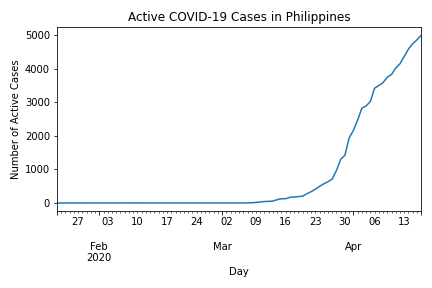 Active COVID-19 Cases in Philippines
Number of Active Cases
5000
4000
3000
2000
1000
0
27 03 10 17 24 02 09 16 23 30 06 13
Feb Mar Apr
2020
Day